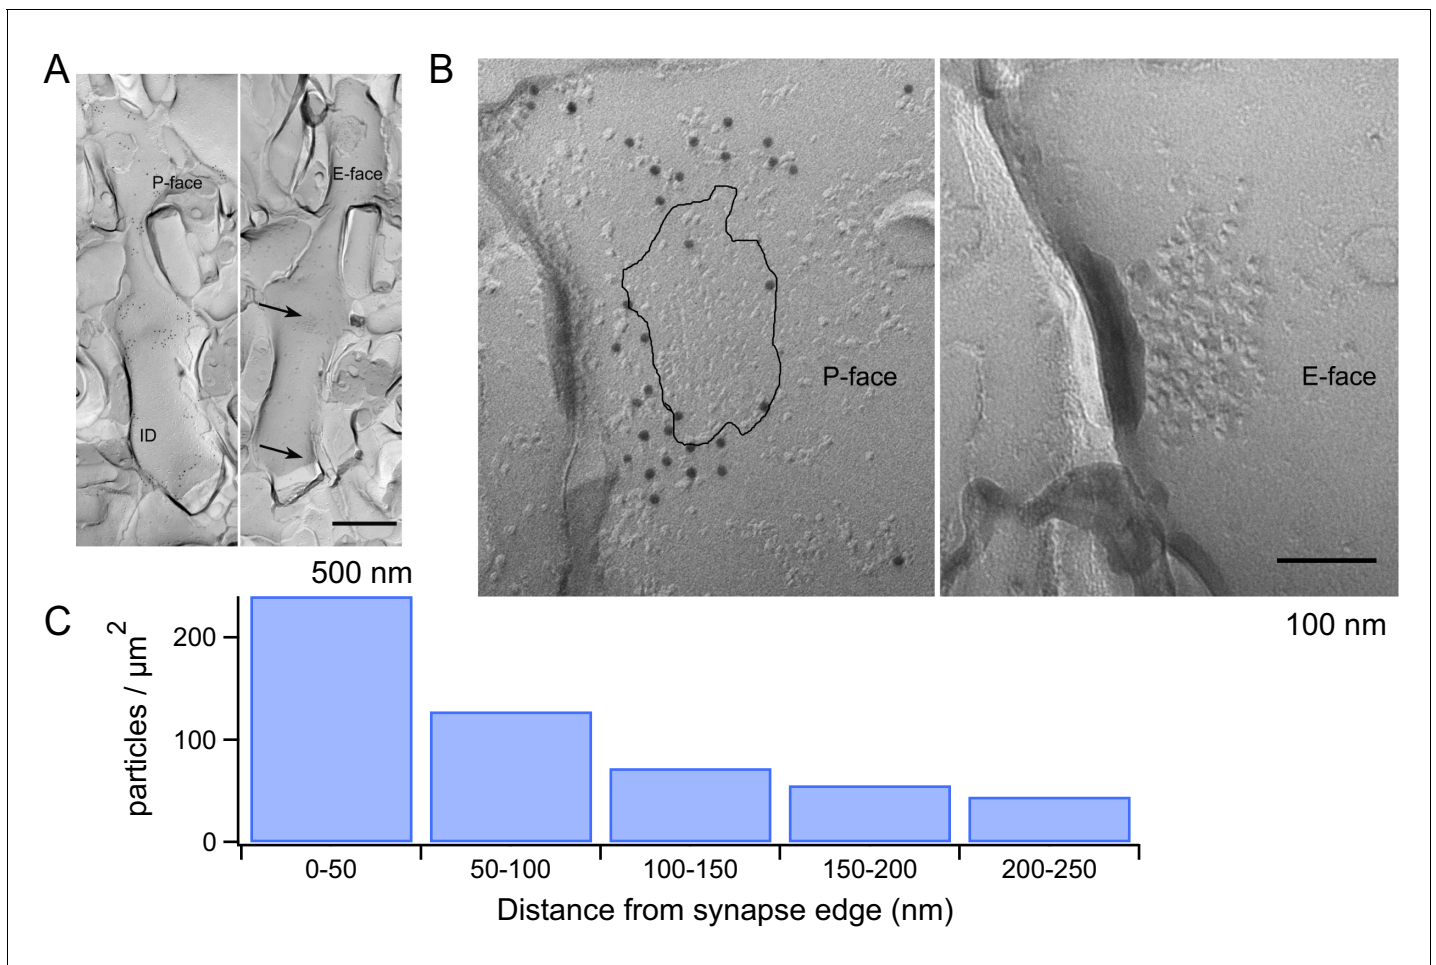 A
B
P-face
E-face
ID
500 nm
P-face
E-face
100 nm
C
particles / µm2
200
100
0
0-50
50-100
100-150
150-200
200-250
Distance from synapse edge (nm)